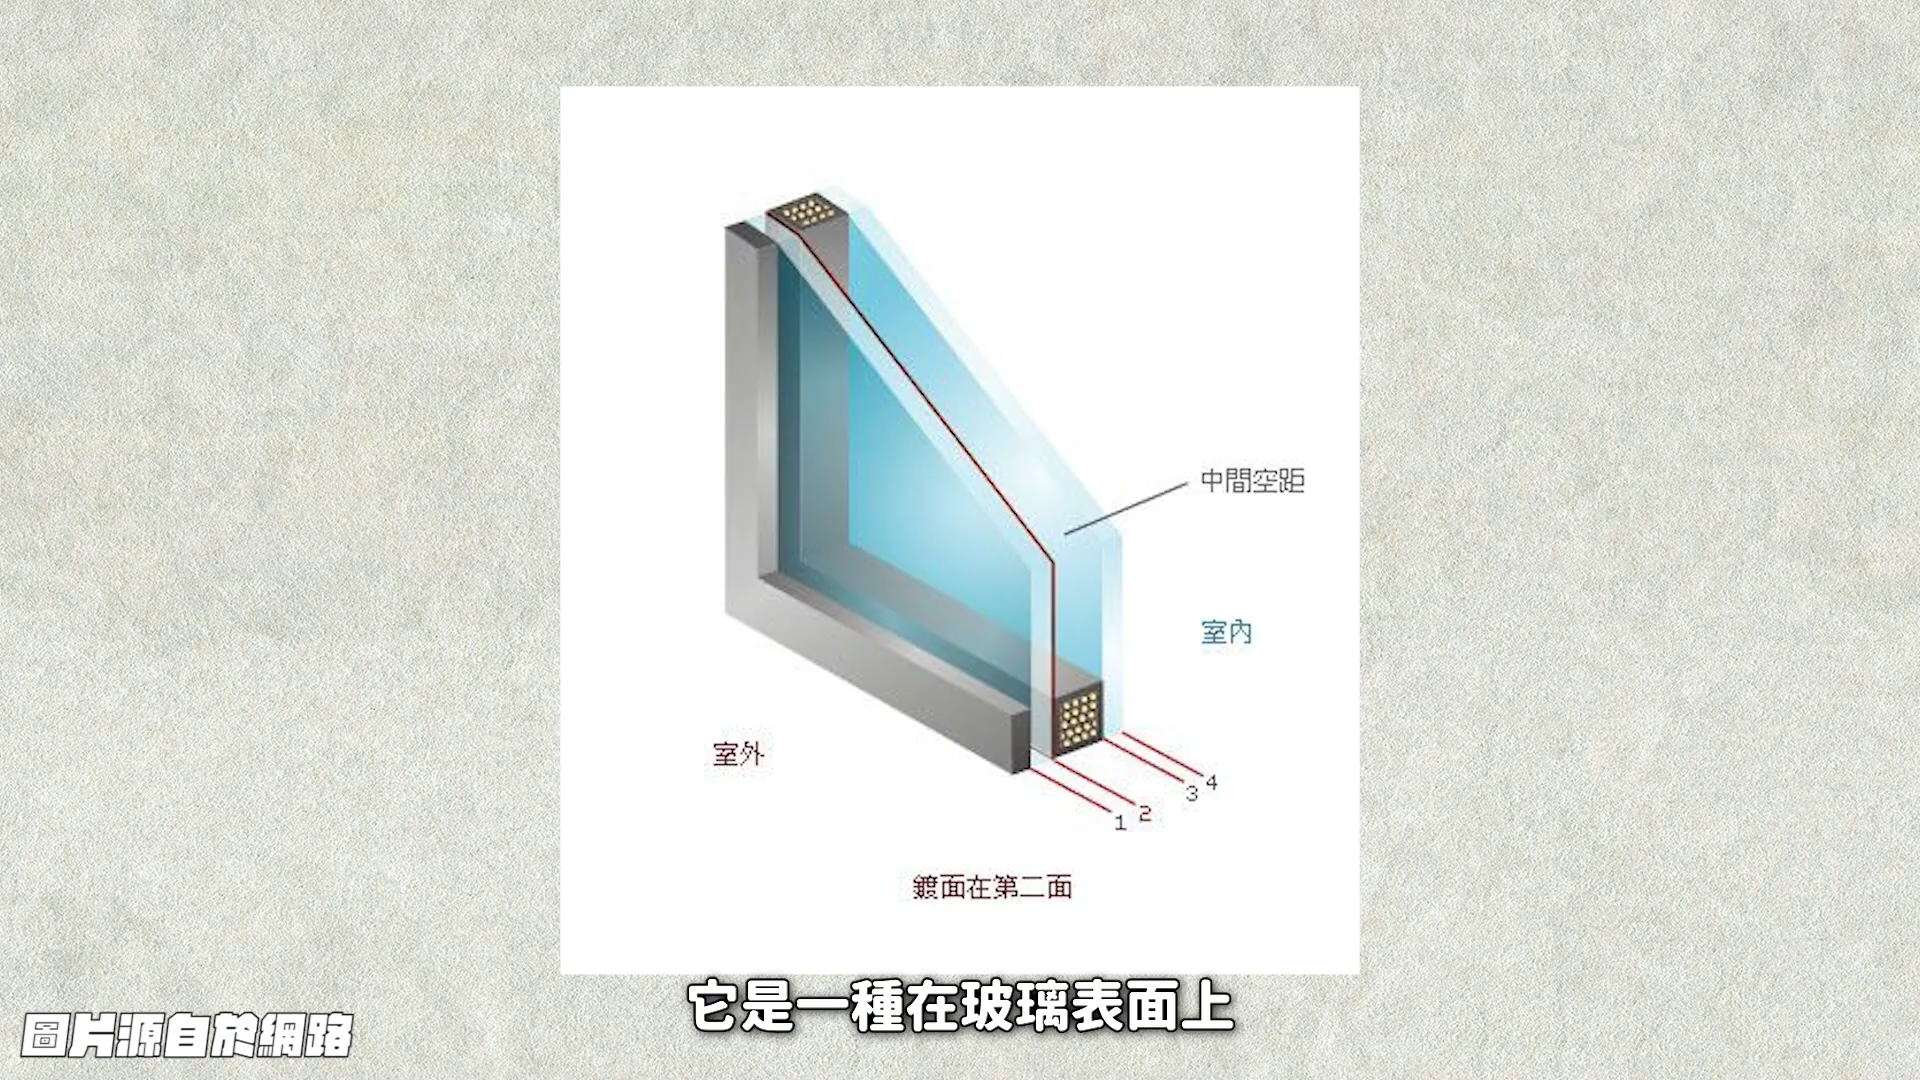 中間空距
室內
室外
1
2
3
4
鍍面在第二面
它是一種在玻璃表面上
圖片源自於網路